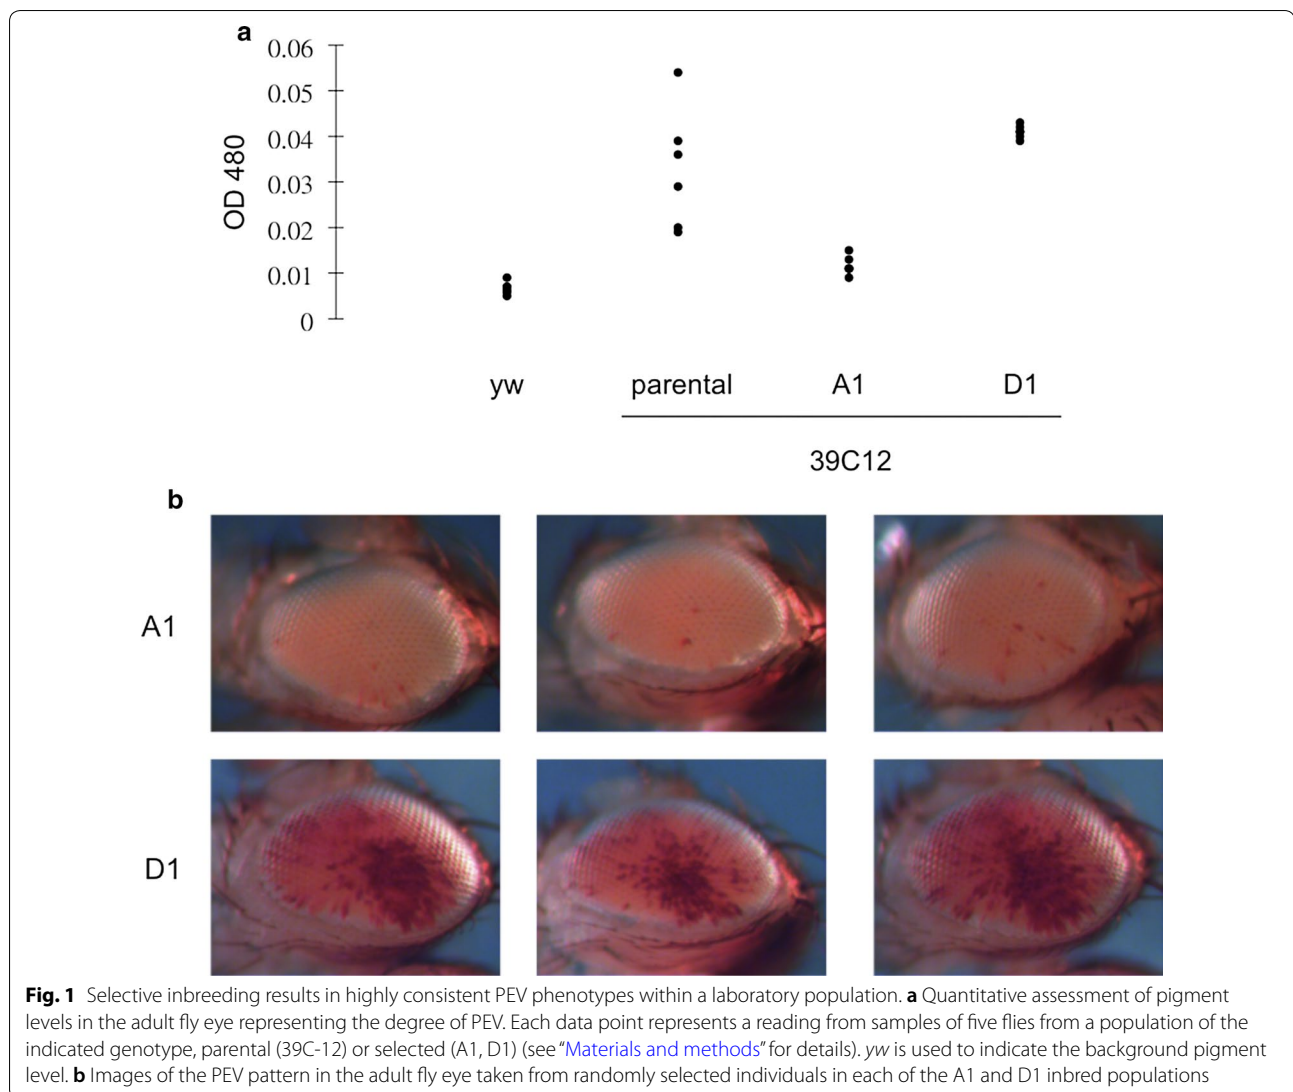 a
0.06
0.05
0.04
0.03
0.02
0.01
0
OD 480
yw
parental
A1
D1
39C12
b
A1
D1
Fig. 1 Selective inbreeding results in highly consistent PEV phenotypes within a laboratory population. a Quantitative assessment of pigment
levels in the adult fly eye representing the degree of PEV. Each data point represents a reading from samples of five flies from a population of the
indicated genotype, parental (39C-12) or selected (A1, D1) (see “Materials and methods” for details). yw is used to indicate the background pigment
level. b Images of the PEV pattern in the adult fly eye taken from randomly selected individuals in each of the A1 and D1 inbred populations